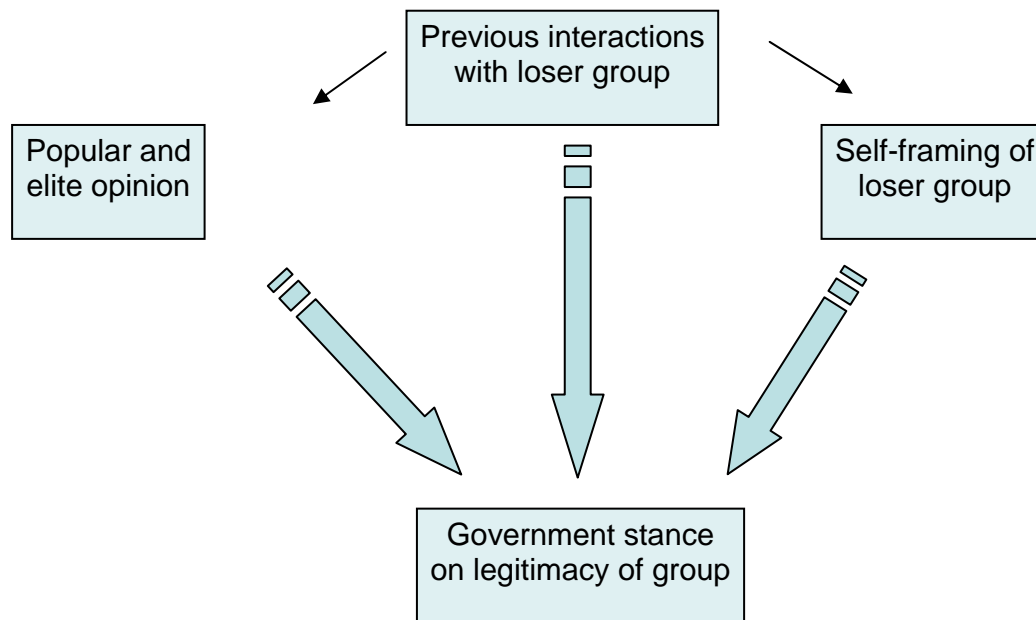 Previous interactions
with loser group
Popular and
elite opinion
Self-framing of
loser group
Government stance
on legitimacy of group